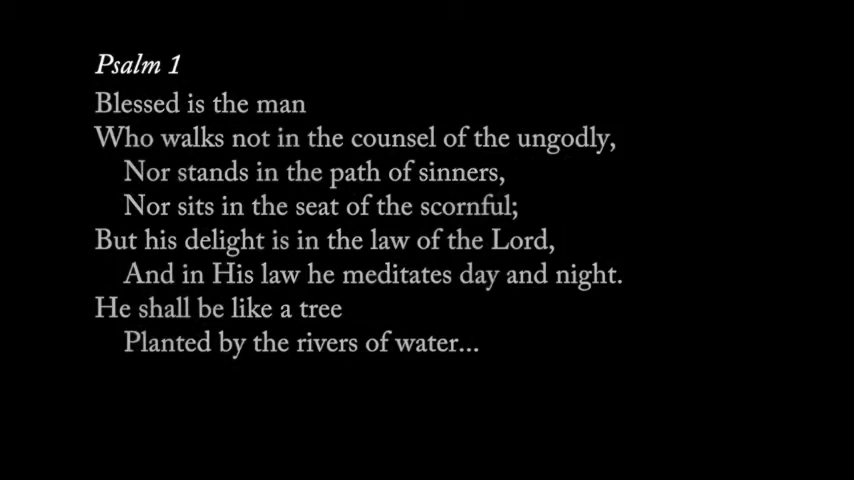 Psalm 1
Blessed is the man
Who walks not in the counsel of the ungodly,
Nor stands in the path of sinners,
Nor sits in the seat of the scornful;
But his delight is in the law of the Lord,
And in His law he meditates day and night.
He shall be like a tree
Planted by the rivers of water...